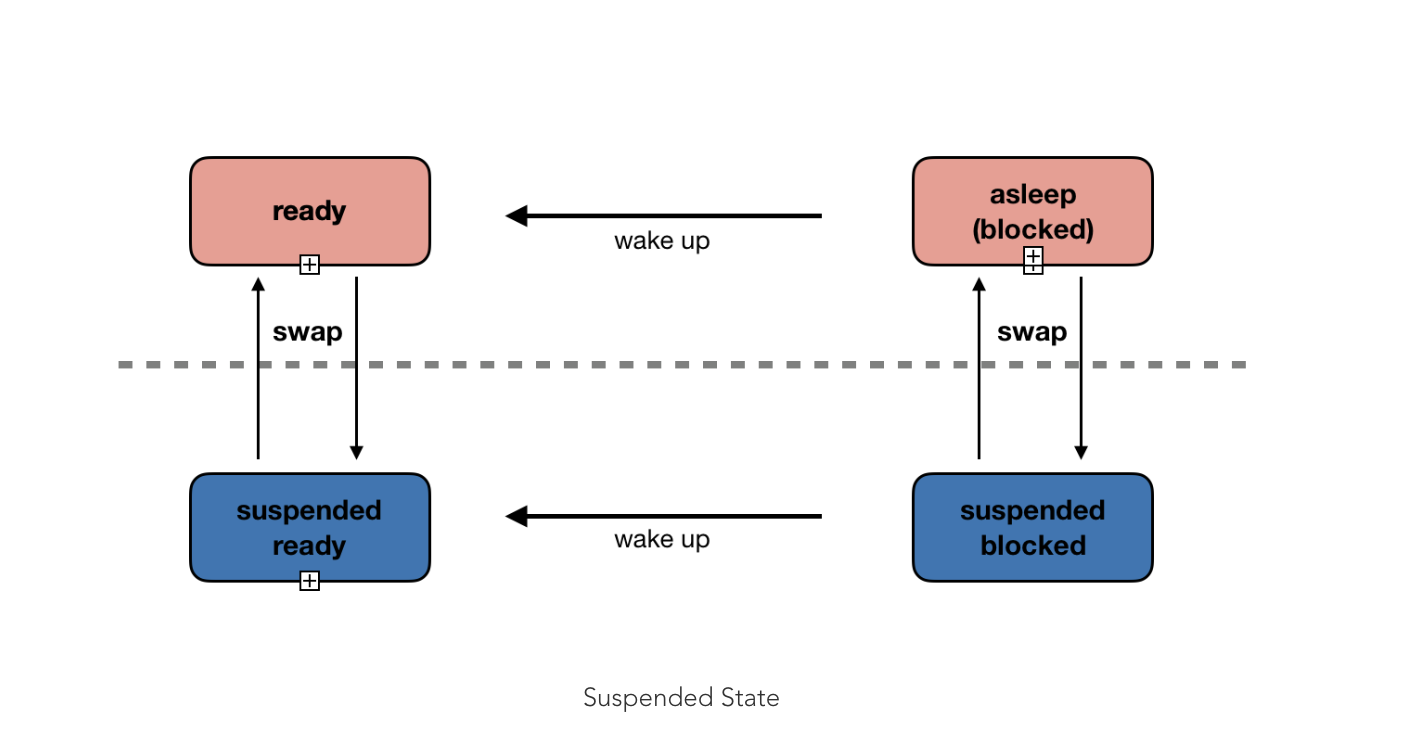 ready
asleep
(blocked)
wake up
swap
swap
suspended
ready
suspended
blocked
wake up
Suspended State